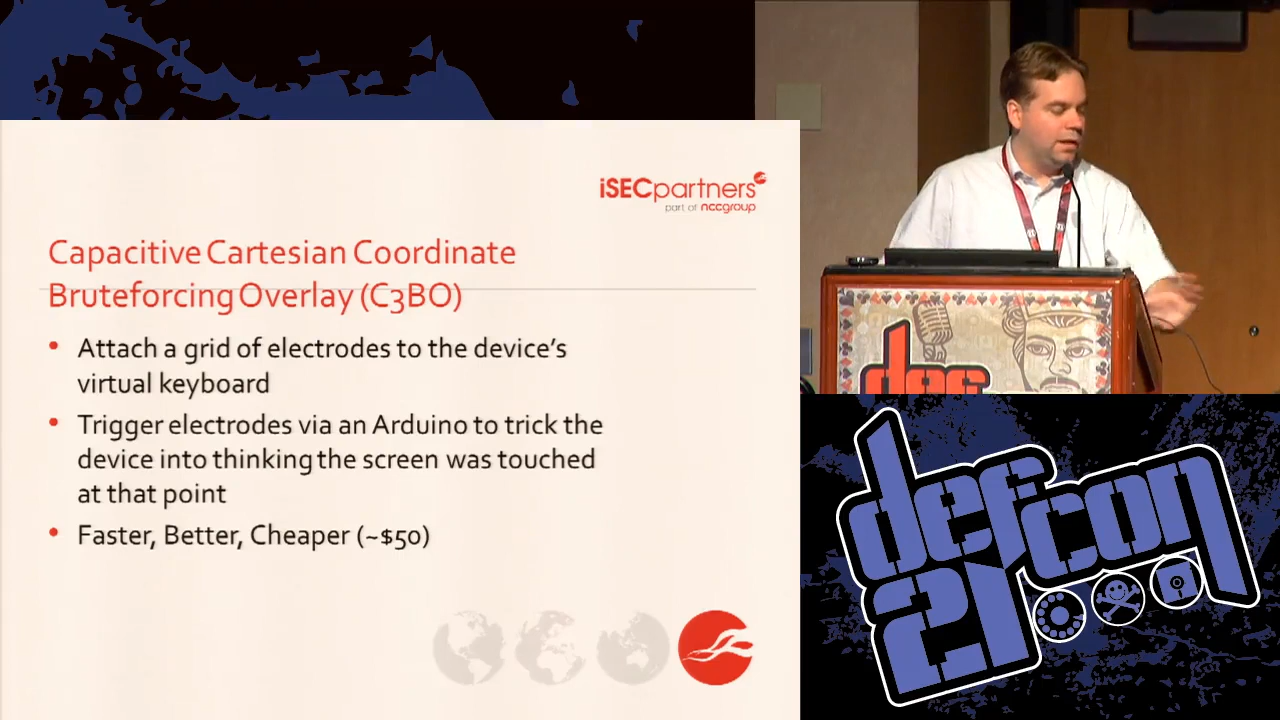 iSECpartners
part of nccgroup
Capacitive Cartesian Coordinate
Bruteforcing Overlay (C3BO)
• Attach a grid of electrodes to the device's
virtual keyboard
• Trigger electrodes via an Arduino to trick the
device into thinking the screen was touched
at that point
• Faster, Better, Cheaper (~$50)
def
defcon
21